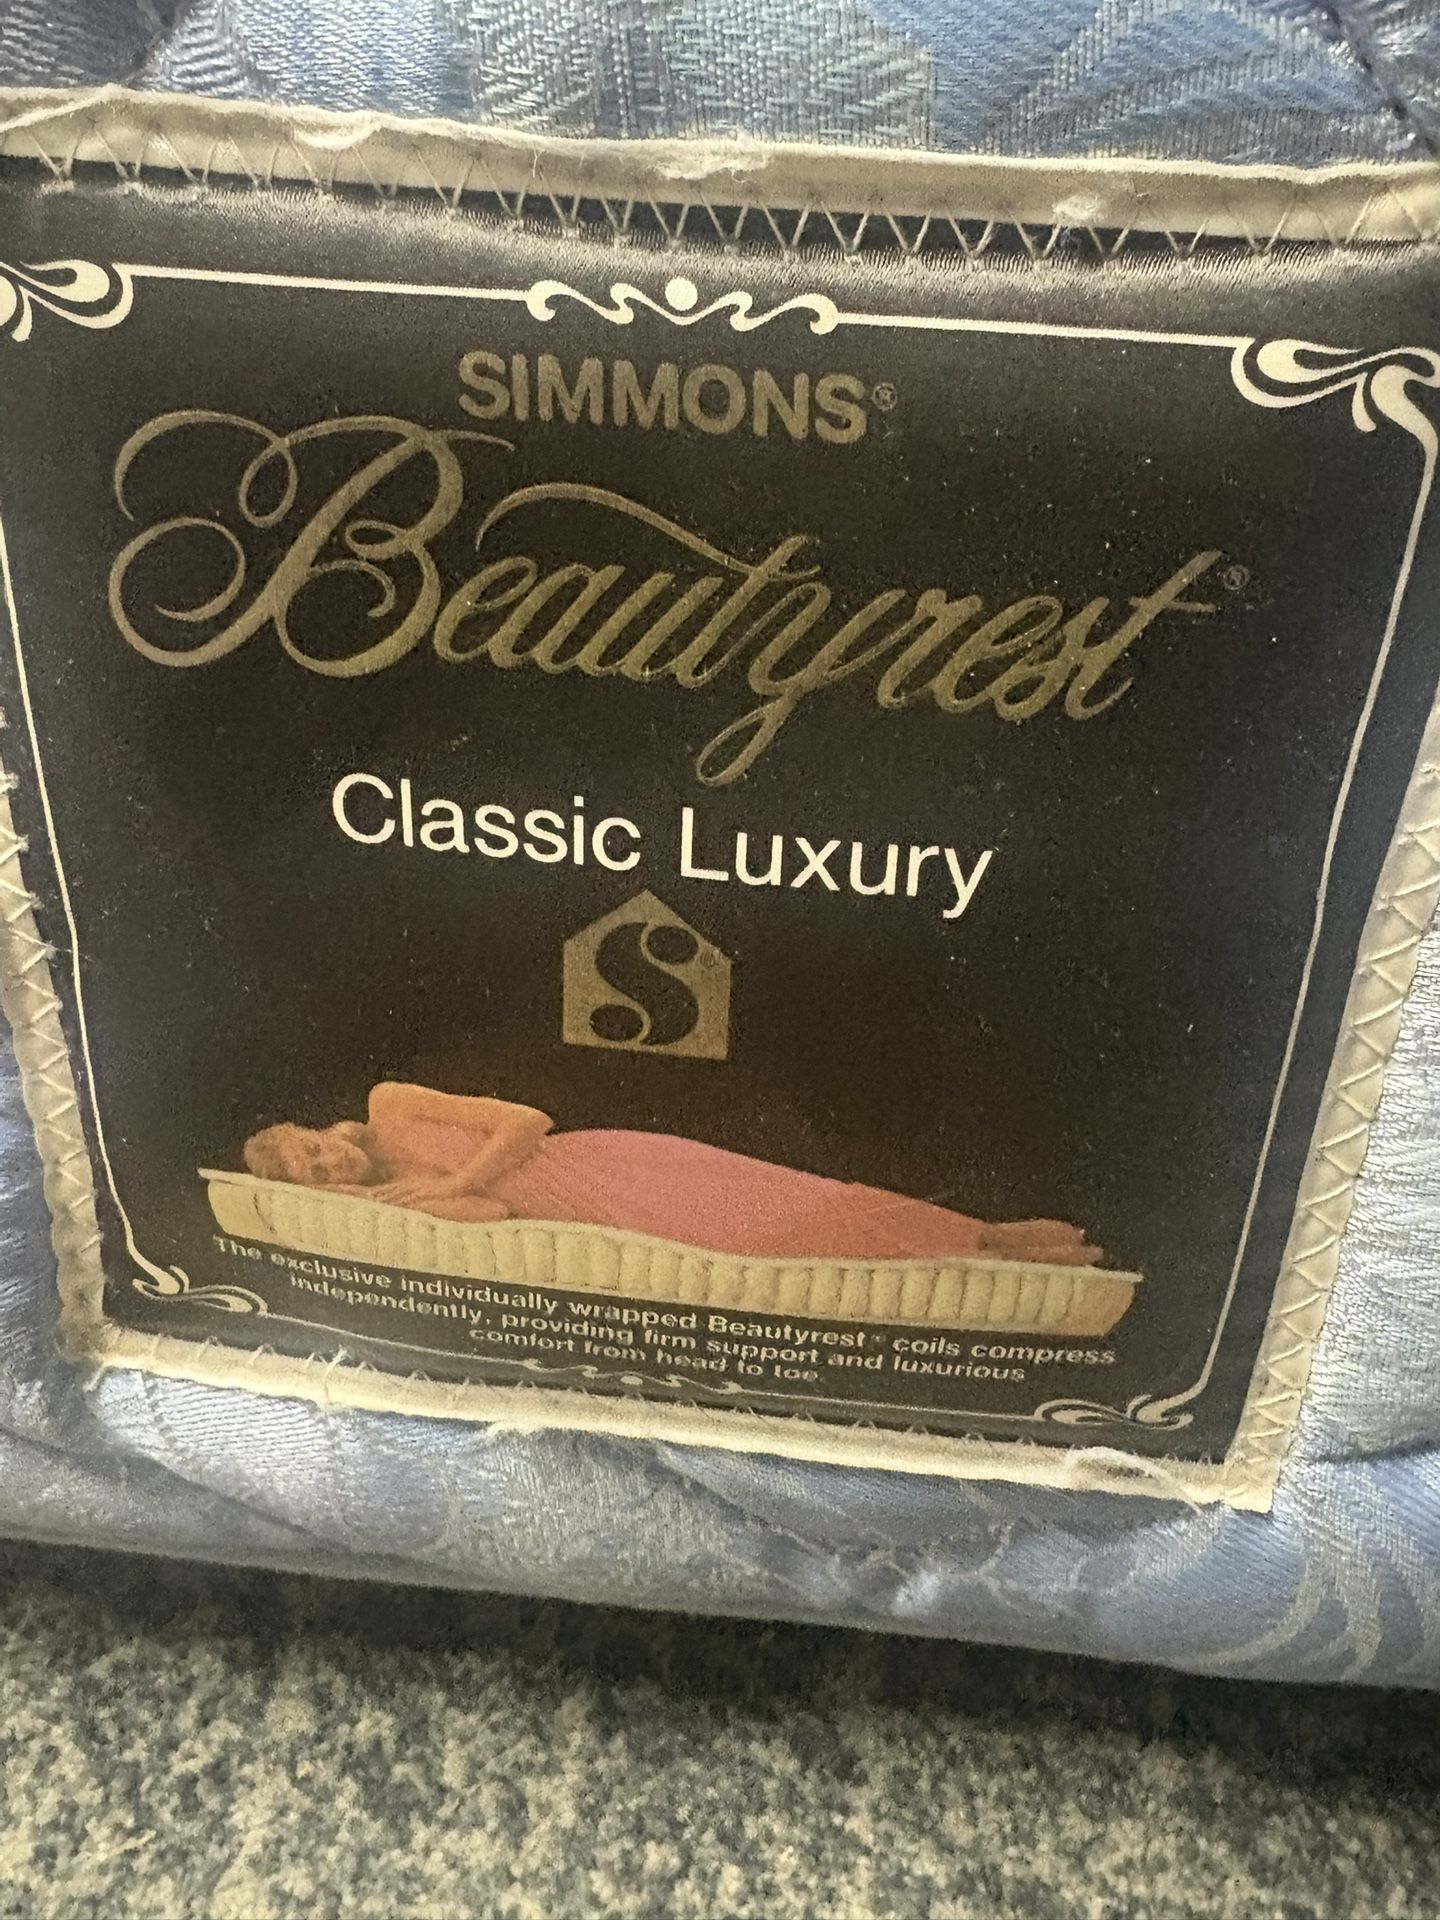 SIMMONS®
Beautyrest®
Classic Luxury
S®
The exclusive individually wrapped Beautyrest® coils compress
independently, providing firm support and luxurious
comfort from head to toe.